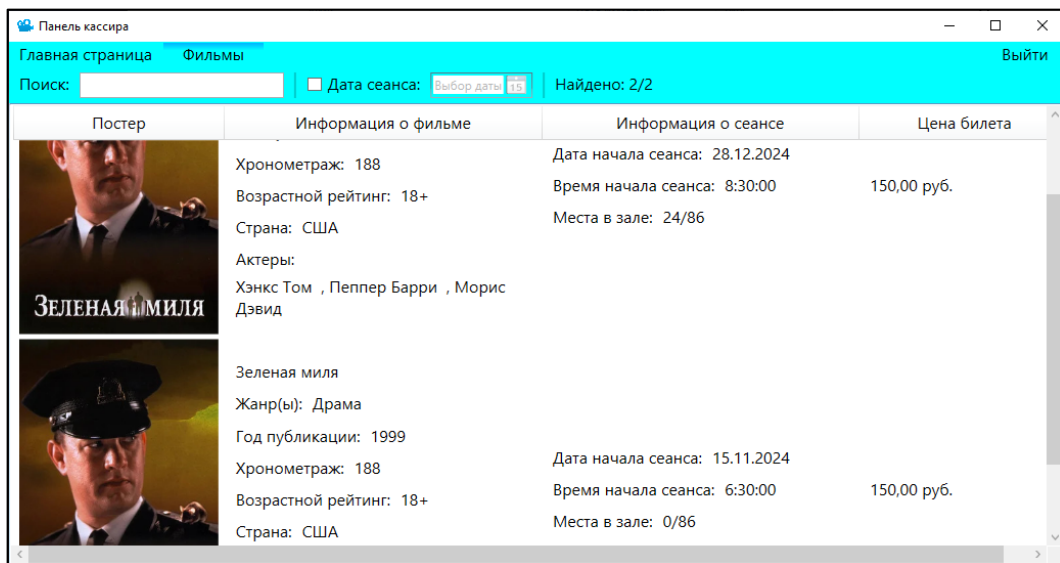 Панель кассира
Главная страница Фильмы Выйти
Поиск: Дата сеанса: Выбор даты 15 Найдено: 2/2
Постер Информация о фильме Информация о сеансе Цена билета
Хронометраж: 188
Возрастной рейтинг: 18+
Страна: США
Актеры:
Хэнкс Том , Пеппер Барри , Морис
Дэвид
Дата начала сеанса: 28.12.2024
Время начала сеанса: 8:30:00
Места в зале: 24/86
150,00 руб.
ЗЕЛЕНАЯ МИЛЯ
Зеленая миля
Жанр(ы): Драма
Год публикации: 1999
Хронометраж: 188
Возрастной рейтинг: 18+
Страна: США
Дата начала сеанса: 15.11.2024
Время начала сеанса: 6:30:00
Места в зале: 0/86
150,00 руб.